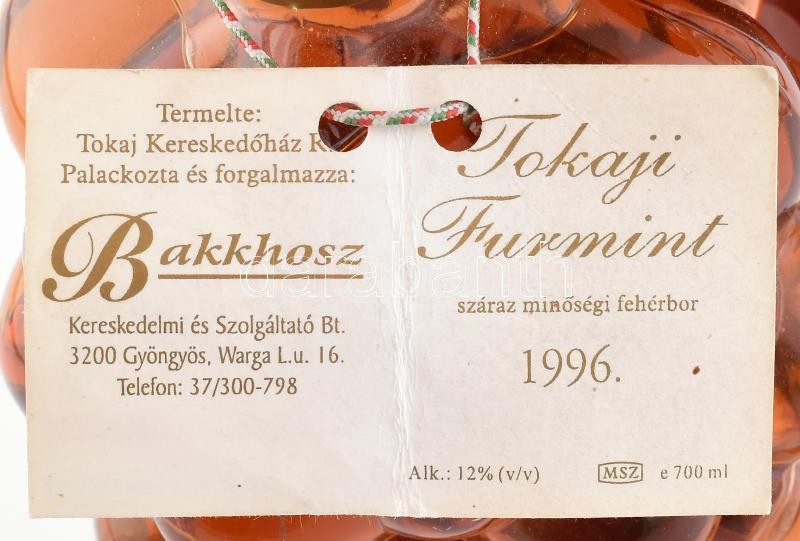 Termelte:
Tokaj Kereskedőház
Palackozta és forgalmazza:
Bakkhosz
Kereskedelmi és Szolgáltató Bt.
3200 Gyöngyös, Warga L.u. 16.
Telefon: 37/300-798
Tokaji
Furmint
száraz minőségi fehérbor
1996.
Alk.: 12% (v/v)
MSZ e 700 ml
darabanth